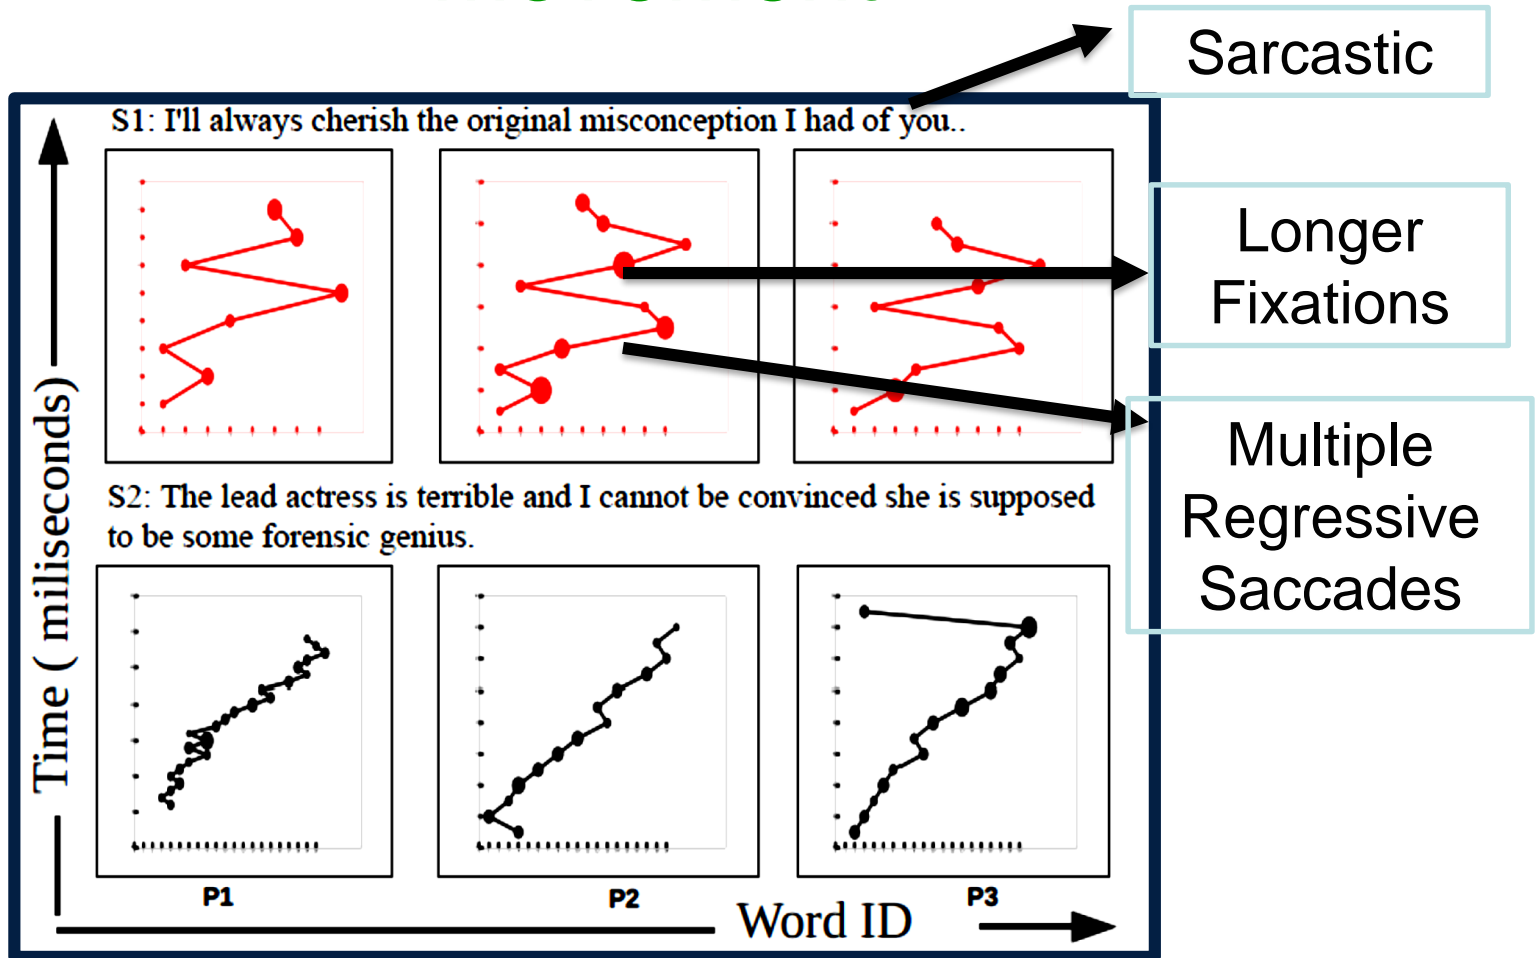 Sarcastic
S1: I'll always cherish the original misconception I had of you..
Longer
Fixations
Multiple
Regressive
Saccades
S2: The lead actress is terrible and I cannot be convinced she is supposed
to be some forensic genius.
Time ( miliseconds)
P1
P2
P3
Word ID